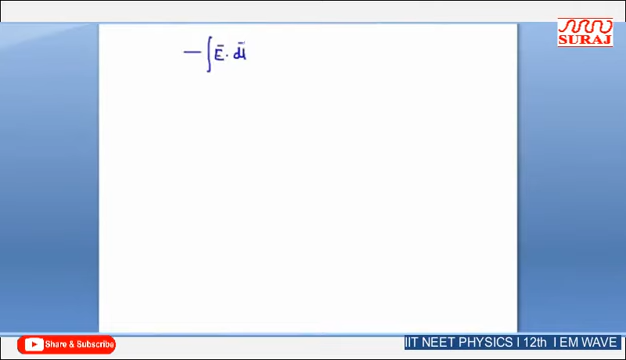 − ∫ E̅ · dl̅
SURAJ
Share & Subscribe
IIT NEET PHYSICS I 12th I EM WAVE